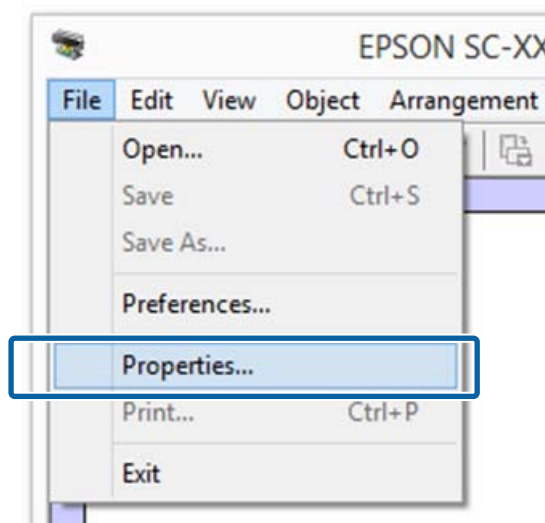 EPSON SC-XX
File Edit View Object Arrangement
Open... Ctrl+O
Save Ctrl+S
Save As...
Preferences...
Properties...
Print... Ctrl+P
Exit